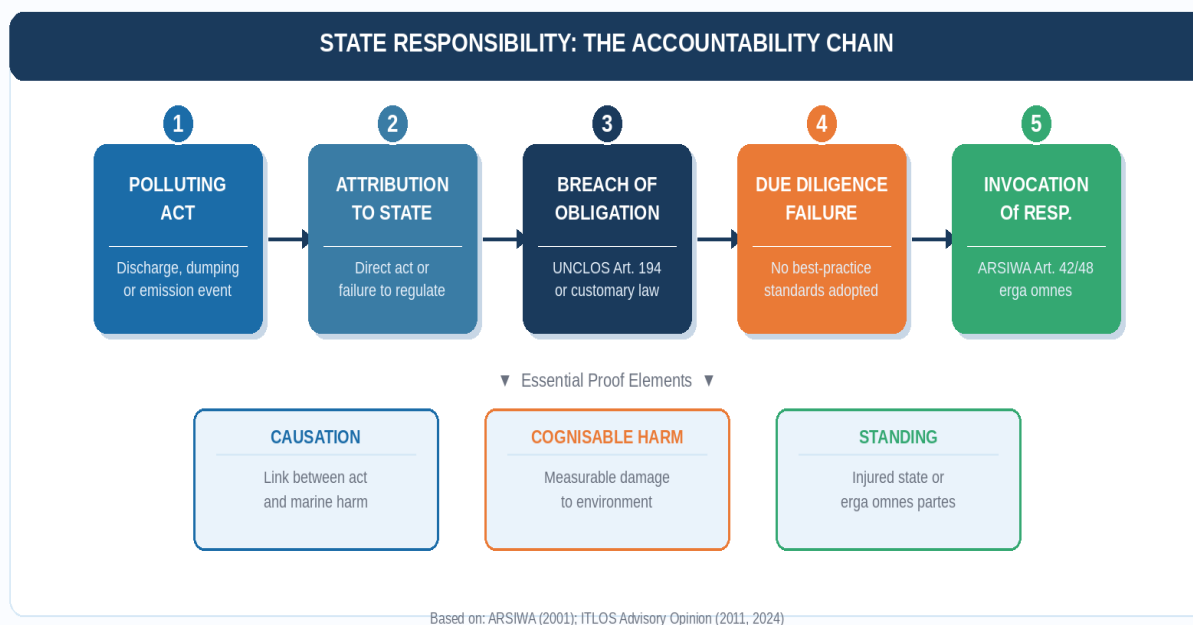 STATE RESPONSIBILITY: THE ACCOUNTABILITY CHAIN
1
POLLUTING
ACT
Discharge, dumping
or emission event
2
ATTRIBUTION
TO STATE
Direct act or
failure to regulate
3
BREACH OF
OBLIGATION
UNCLOS Art. 194
or customary law
4
DUE DILIGENCE
FAILURE
No best-practice
standards adopted
5
INVOCATION
Of RESP.
ARSIWA Art. 42/48
erga omnes
▼ Essential Proof Elements ▼
CAUSATION
Link between act
and marine harm
COGNISABLE HARM
Measurable damage
to environment
STANDING
Injured state or
erga omnes partes
Based on: ARSIWA (2001); ITLOS Advisory Opinion (2011, 2024)